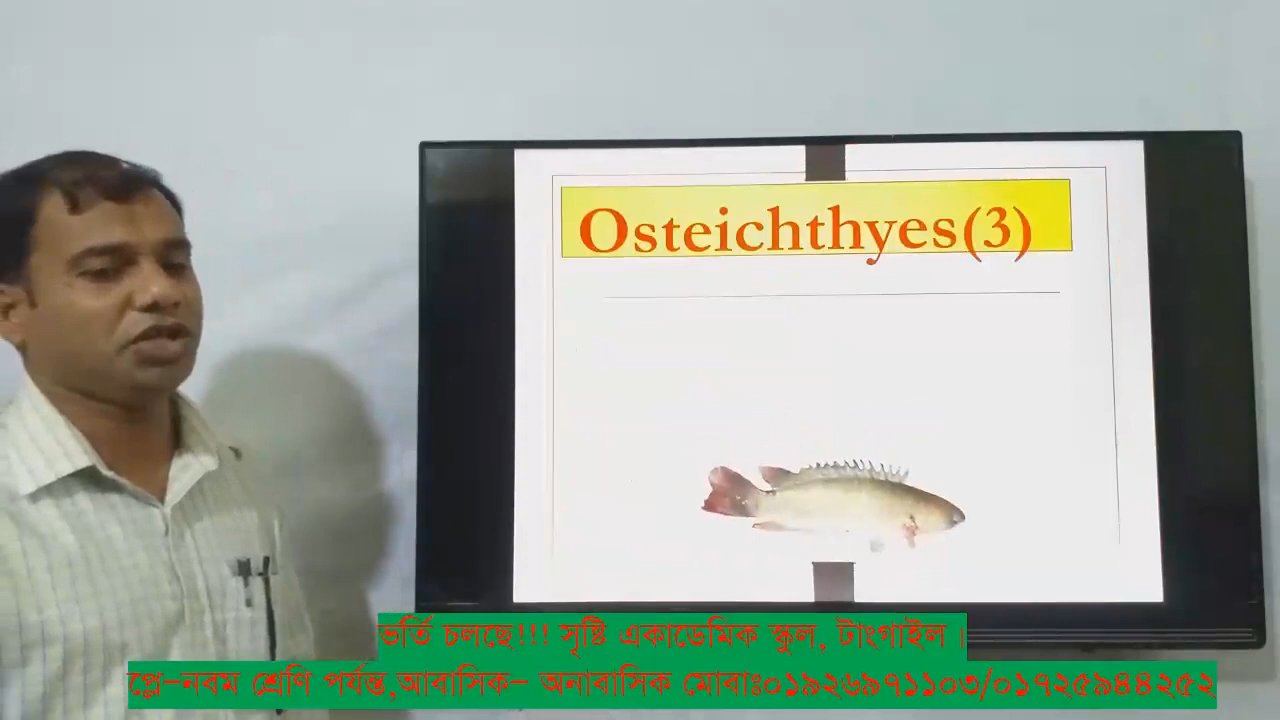 Osteichthyes(3)
ভর্তি চলছে!!! সৃষ্টি একাডেমিক স্কুল, টাংগাইল।
প্লে-নবম শ্রেণি পর্যন্ত,আবাসিক- অনাবাসিক মোবাঃ০১৯২৬৯৭১১০৩/০১৭২৫৯৪৪২৫২